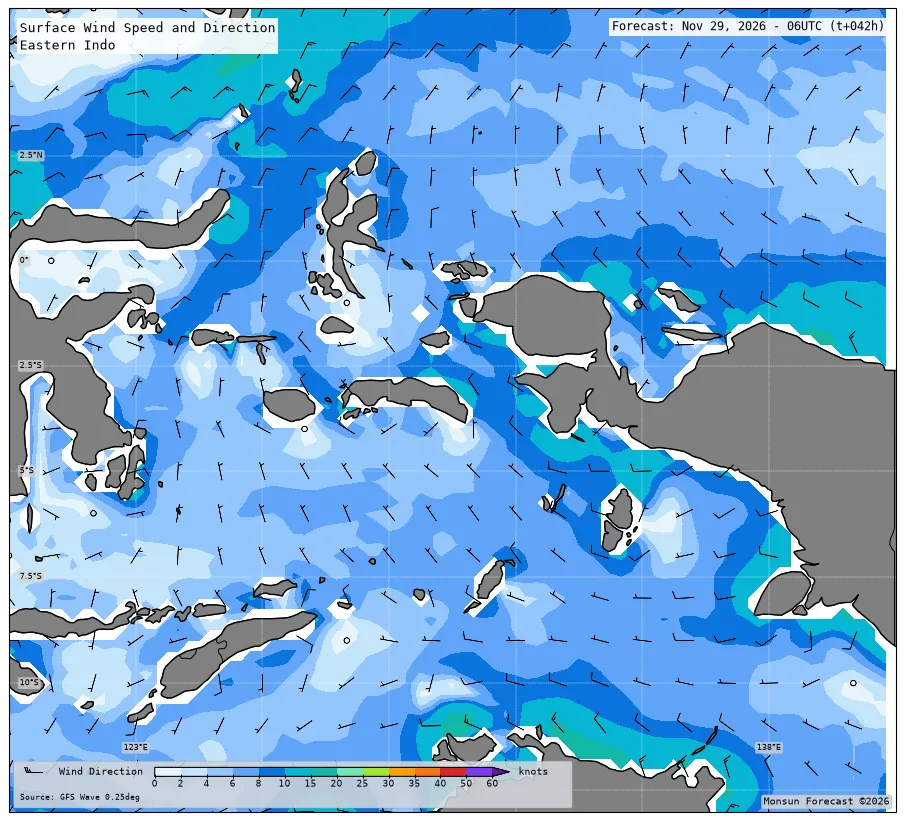 Surface Wind Speed and Direction
Eastern Indo
Forecast: Nov 29, 2026 - 06UTC (t+042h)
2.5°N
0°
2.5°S
5°S
7.5°S
10°S
123°E
138°E
Wind Direction
0 2 4 6 8 10 15 20 25 30 35 40 50 60
knots
Source: GFS Wave 0.25deg
Monsun Forecast ©2026